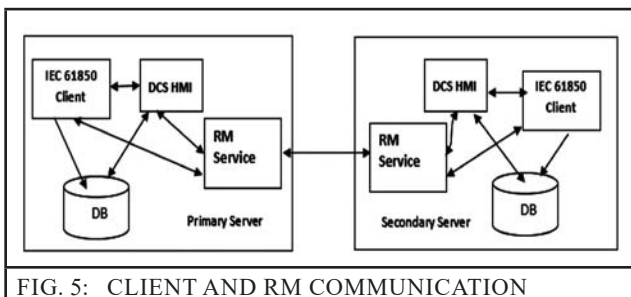 IEC 61850
Client
DCS HMI
RM
Service
DB
Primary Server
DCS HMI
IEC 61850
Client
RM
Service
DB
Secondary Server
FIG. 5: CLIENT AND RM COMMUNICATION